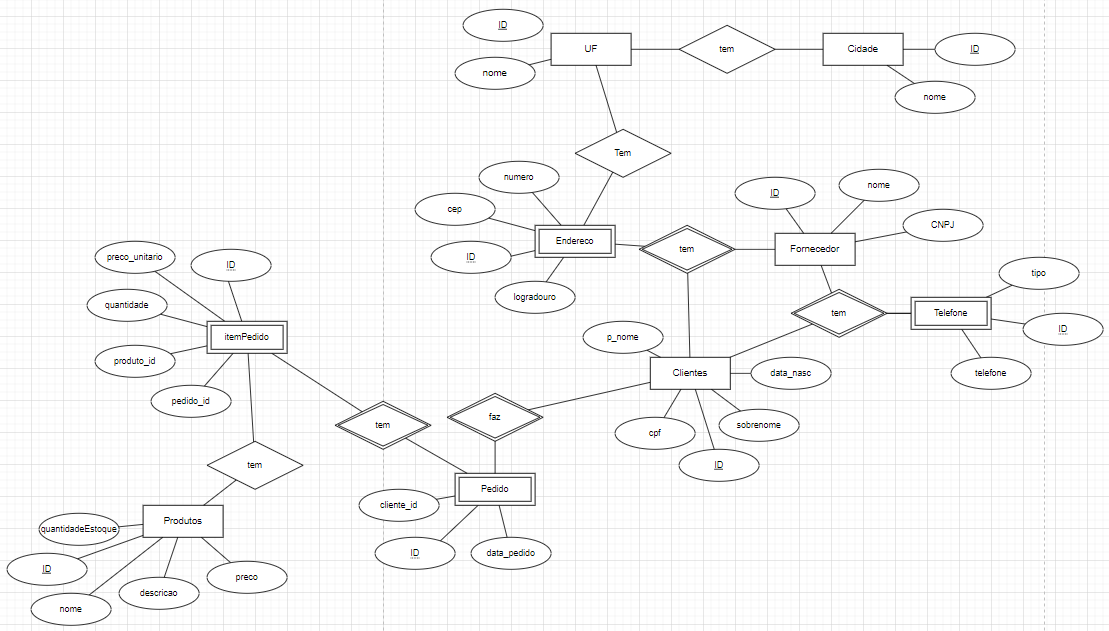 ID
UF
tem
Cidade
ID
nome
nome
Tem
numero
ID
nome
cep
CNPJ
Endereco
tem
Fornecedor
preco_unitario
ID
ID
tipo
quantidade
logradouro
tem
Telefone
ID
itemPedido
p_nome
produto_id
Clientes
data_nasc
telefone
pedido_id
tem
faz
cpf
sobrenome
tem
ID
Pedido
cliente_id
Produtos
quantidadeEstoque
ID
data_pedido
ID
preco
nome
descricao